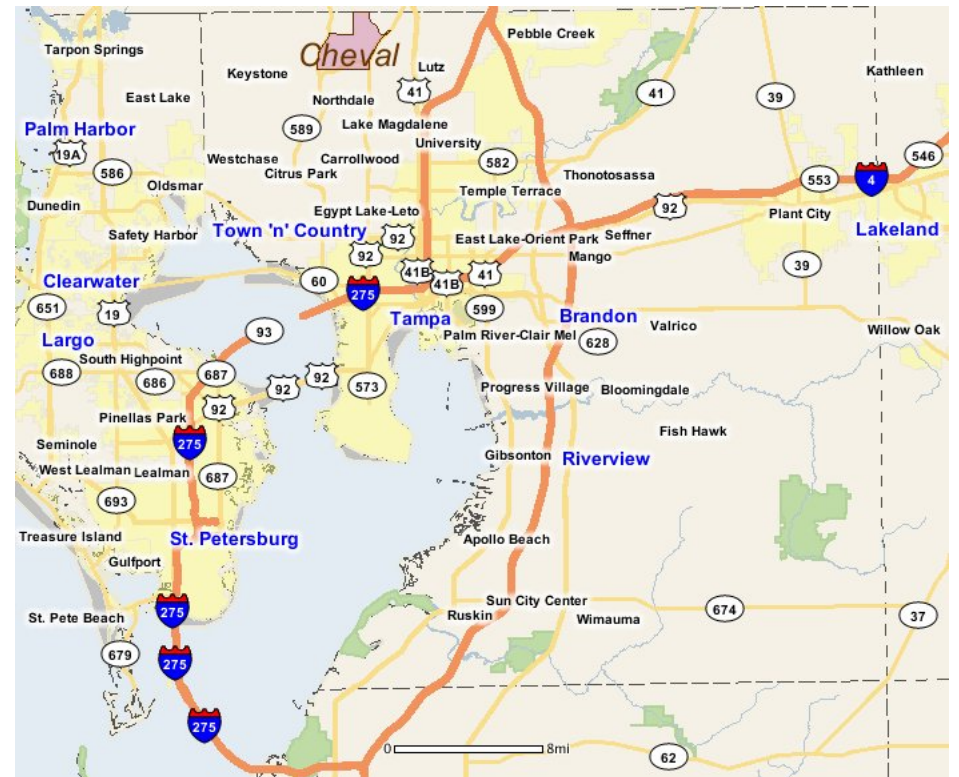 Pebble Creek
Tarpon Springs
Cheval
Lutz
Keystone
Kathleen
41
41
39
East Lake
Northdale
Palm Harbor
589
Lake Magdalene
19A
University
546
Westchase
Carrollwood
582
586
Citrus Park
Thonotosassa
553
4
Oldsmar
Temple Terrace
Dunedin
Egypt Lake-Leto
92
Plant City
Safety Harbor
Town 'n' Country
92
East Lake-Orient Park
Seffner
Lakeland
92
Mango
41B
41
39
Clearwater
60
41B
275
651
19
Tampa
599
Brandon
Valrico
93
Palm River-Clair Mel
628
Willow Oak
Largo
South Highpoint
688
686
687
92
92
573
Progress Village
Bloomingdale
92
Pinellas Park
Fish Hawk
Seminole
275
Gibsonton
Riverview
West Lealman
Lealman
687
693
Treasure Island
St. Petersburg
Apollo Beach
Gulfport
Sun City Center
St. Pete Beach
275
Ruskin
Wimauma
674
37
679
275
275
0
8mi
62